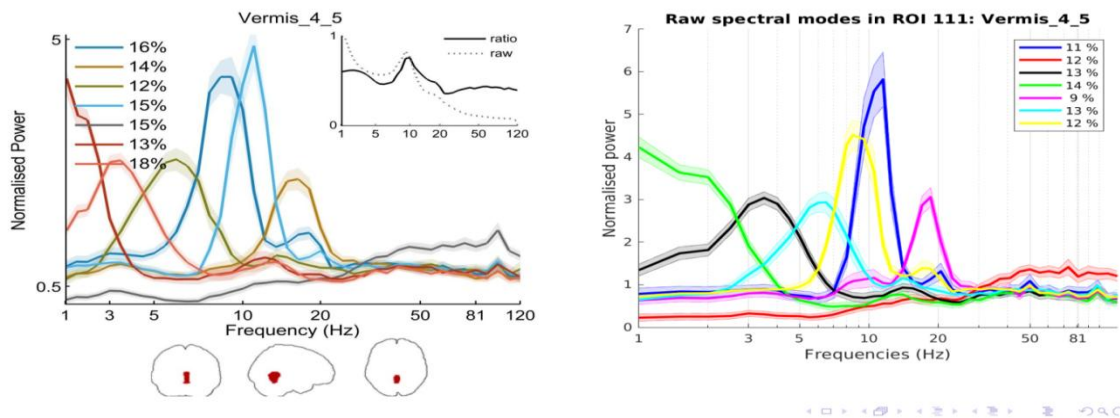 Vermis_4_5
5
0.5
Normalised Power
16%
14%
12%
15%
15%
13%
18%
1
0
ratio
raw
1 5 10 20 50 120
1 3 5 10 20 81 120
Frequency (Hz)
Raw spectral modes in ROI 111: Vermis_4_5
7
6
5
4
3
2
1
0
Normalised power
11 %
12 %
13 %
14 %
9 %
13 %
12 %
1 3 5 10 20 50 81
Frequencies (Hz)